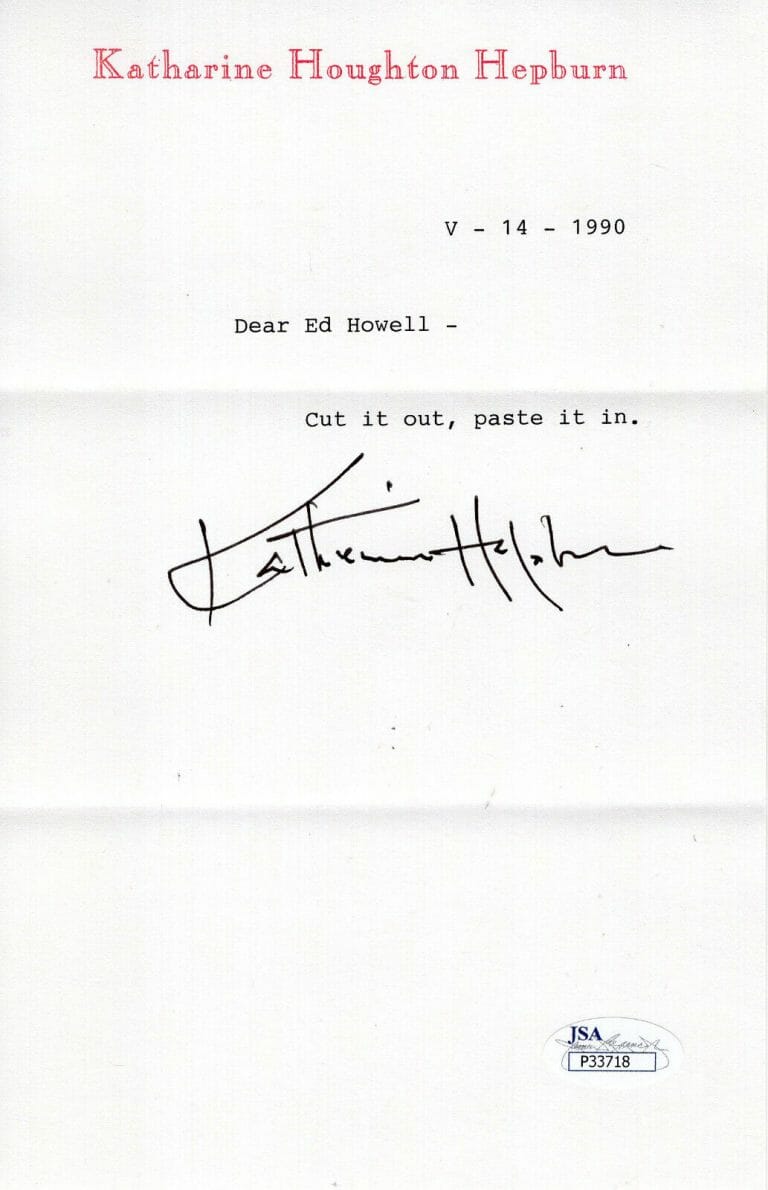 Katharine Houghton Hepburn
V - 14 - 1990
Dear Ed Howell -
Cut it out, paste it in.
Katharine Hepburn
JSA
P33718